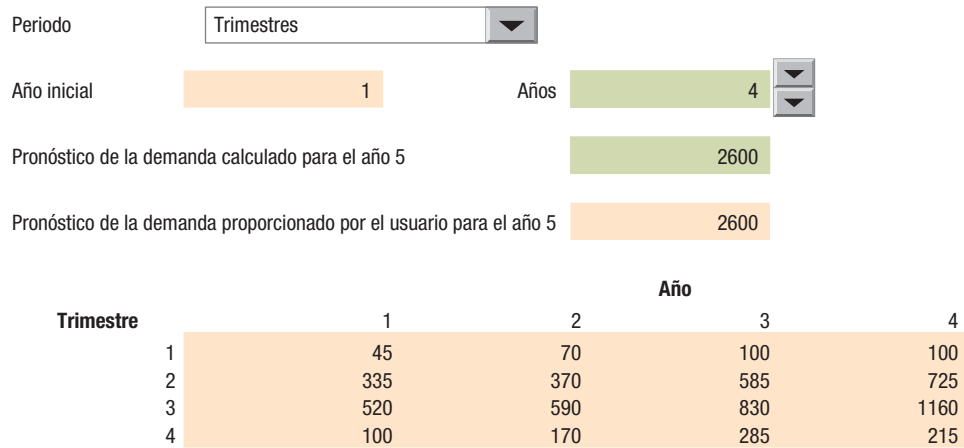 Periodo Trimestres
Año inicial 1 Años 4
Pronóstico de la demanda calculado para el año 5 2600
Pronóstico de la demanda proporcionado por el usuario para el año 5 2600
Año
Trimestre 1 2 3 4
1 45 70 100 100
2 335 370 585 725
3 520 590 830 1160
4 100 170 285 215